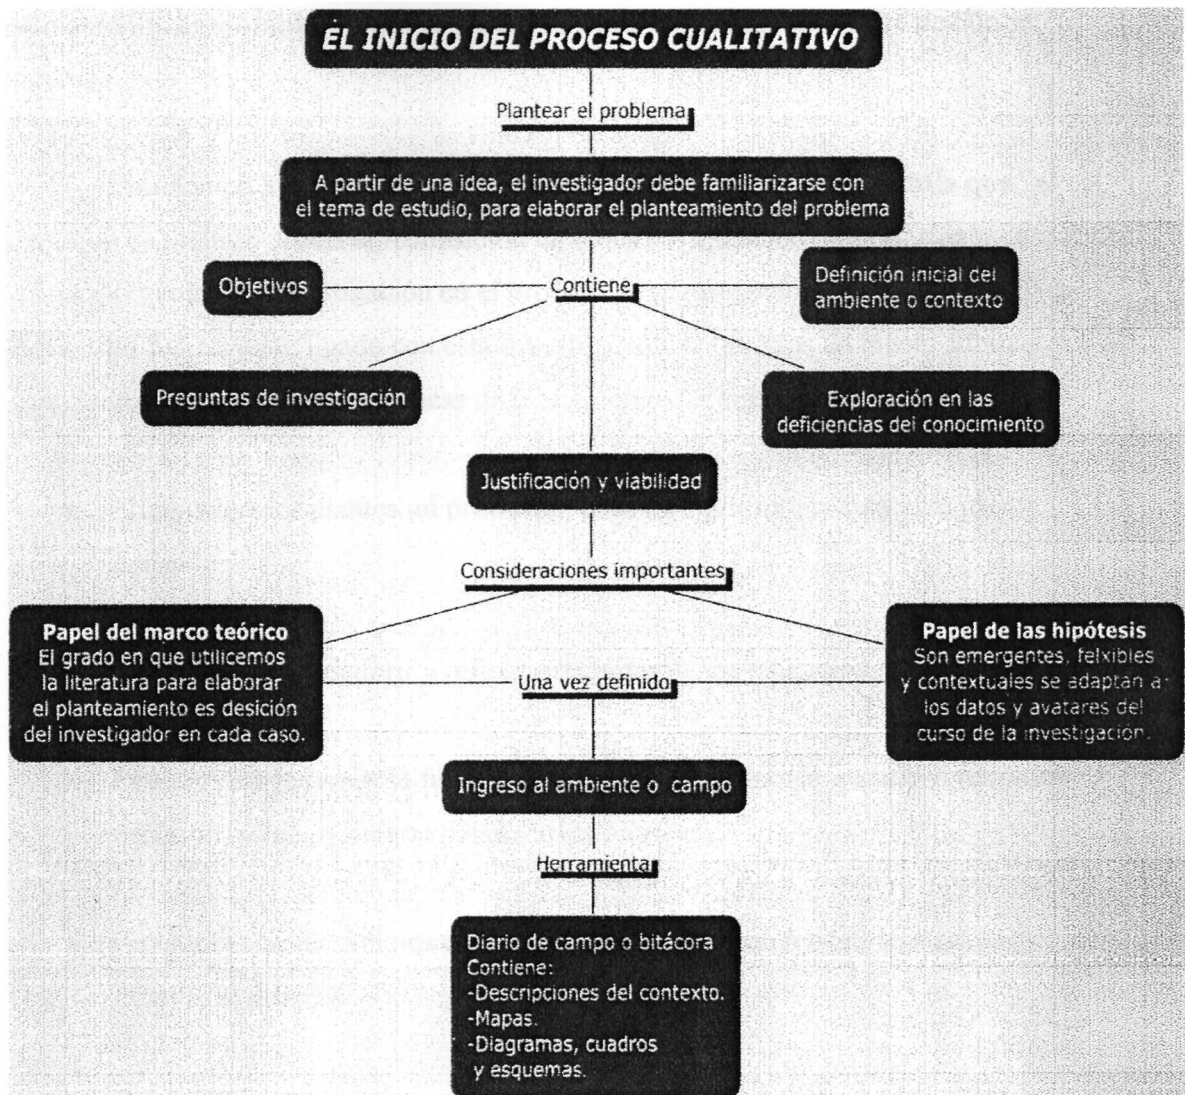 EL INICIO DEL PROCESO CUALITATIVO
Plantear el problema
A partir de una idea, el investigador debe familiarizarse con
el tema de estudio, para elaborar el planteamiento del problema
Objetivos
Contiene
Definición inicial del
ambiente o contexto
Preguntas de investigación
Exploración en las
deficiencias del conocimiento
Justificación y viabilidad
Consideraciones importantes
Papel del marco teórico
El grado en que utilicemos
la literatura para elaborar
el planteamiento es desición
del investigador en cada caso.
Una vez definido
Papel de las hipótesis
Son emergentes, felxibles
y contextuales se adaptan a
los datos y avatares del
curso de la investigación.
Ingreso al ambiente o campo
Herramienta
Diario de campo o bitácora
Contiene:
-Descripciones del contexto.
-Mapas.
-Diagramas, cuadros
y esquemas.